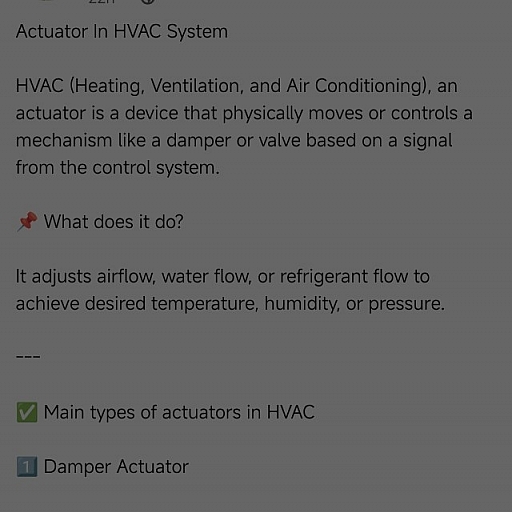 22h
Actuator In HVAC System
HVAC (Heating, Ventilation, and Air Conditioning), an
actuator is a device that physically moves or controls a
mechanism like a damper or valve based on a signal
from the control system.
📌 What does it do?
It adjusts airflow, water flow, or refrigerant flow to
achieve desired temperature, humidity, or pressure.
---
✅ Main types of actuators in HVAC
1️⃣ Damper Actuator